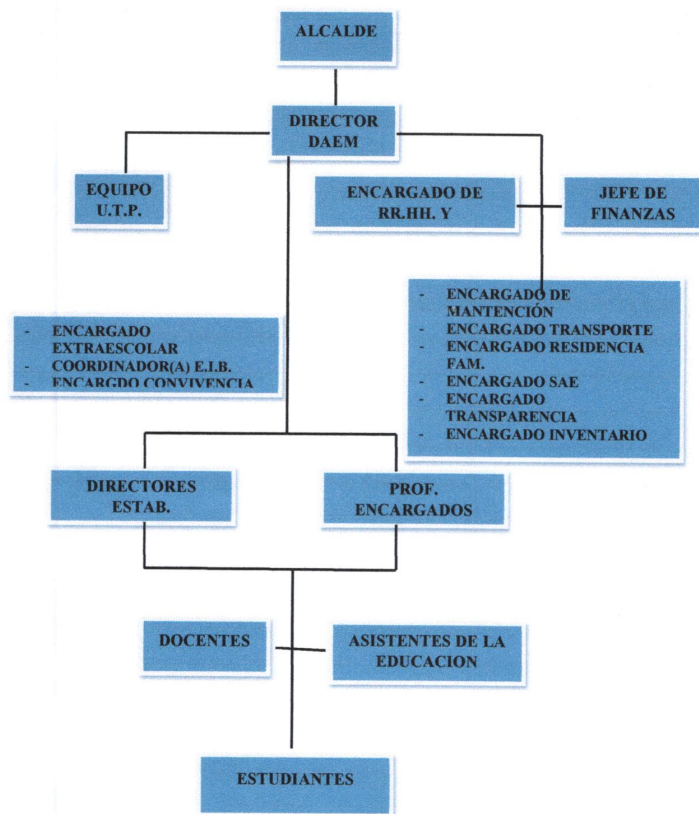 ALCALDE
DIRECTOR
DAEM
EQUIPO
U.T.P.
ENCARGADO DE
RR.HH. Y
JEFE DE
FINANZAS
- ENCARGADO
EXTRAESCOLAR
- COORDINADOR(A) E.I.B.
- ENCARGDO CONVIVENCIA
- ENCARGADO DE
MANTENCIÓN
- ENCARGADO TRANSPORTE
- ENCARGADO RESIDENCIA
FAM.
- ENCARGADO SAE
- ENCARGADO
TRANSPARENCIA
- ENCARGADO INVENTARIO
DIRECTORES
ESTAB.
PROF.
ENCARGADOS
DOCENTES
ASISTENTES DE LA
EDUCACION
ESTUDIANTES